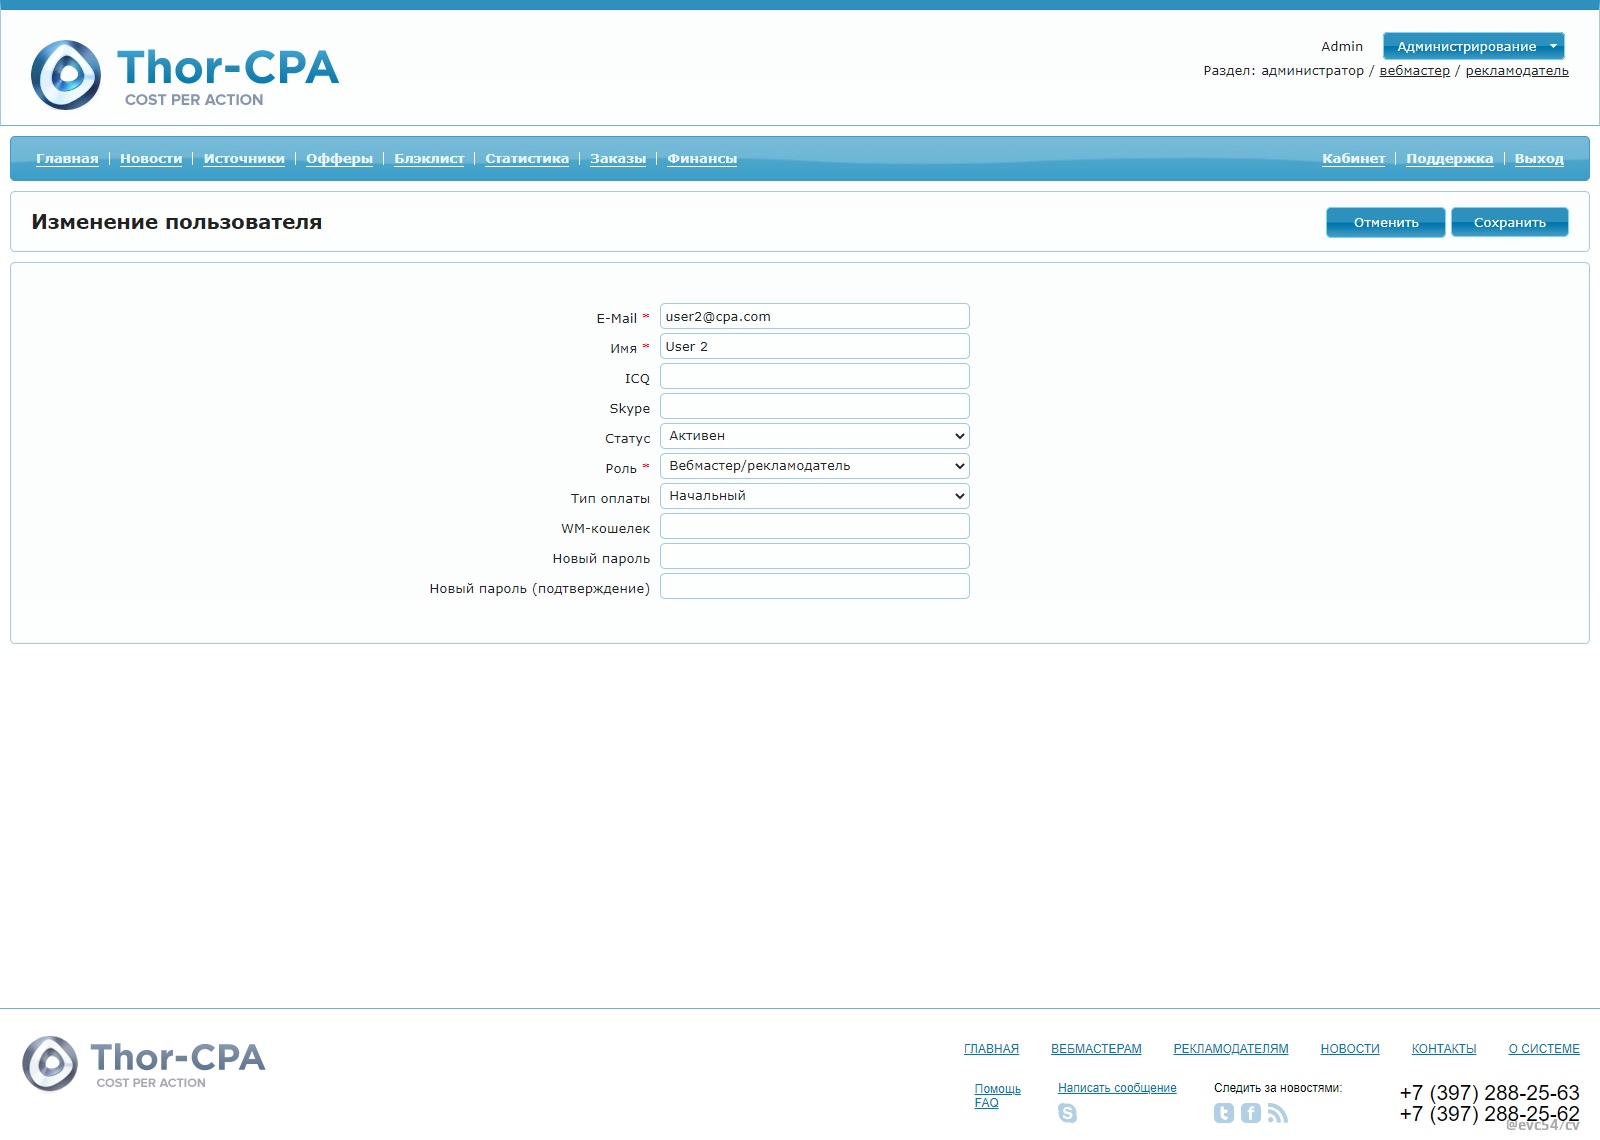 Thor-CPA
COST PER ACTION
Admin
Администрирование
Раздел: администратор / вебмастер / рекламодатель
Главная | Новости | Источники | Офферы | Блэклист | Статистика | Заказы | Финансы
Кабинет | Поддержка | Выход
Изменение пользователя
Отменить
Сохранить
E-Mail * user2@cpa.com
Имя * User 2
ICQ
Skype
Статус Активен
Роль * Вебмастер/рекламодатель
Тип оплаты Начальный
WM-кошелек
Новый пароль
Новый пароль (подтверждение)
Thor-CPA
COST PER ACTION
ГЛАВНАЯ ВЕБМАСТЕРАМ РЕКЛАМОДАТЕЛЯМ НОВОСТИ КОНТАКТЫ О СИСТЕМЕ
Помощь
FAQ
Написать сообщение
Следить за новостями:
+7 (397) 288-25-63
+7 (397) 288-25-62
@evc54/cv